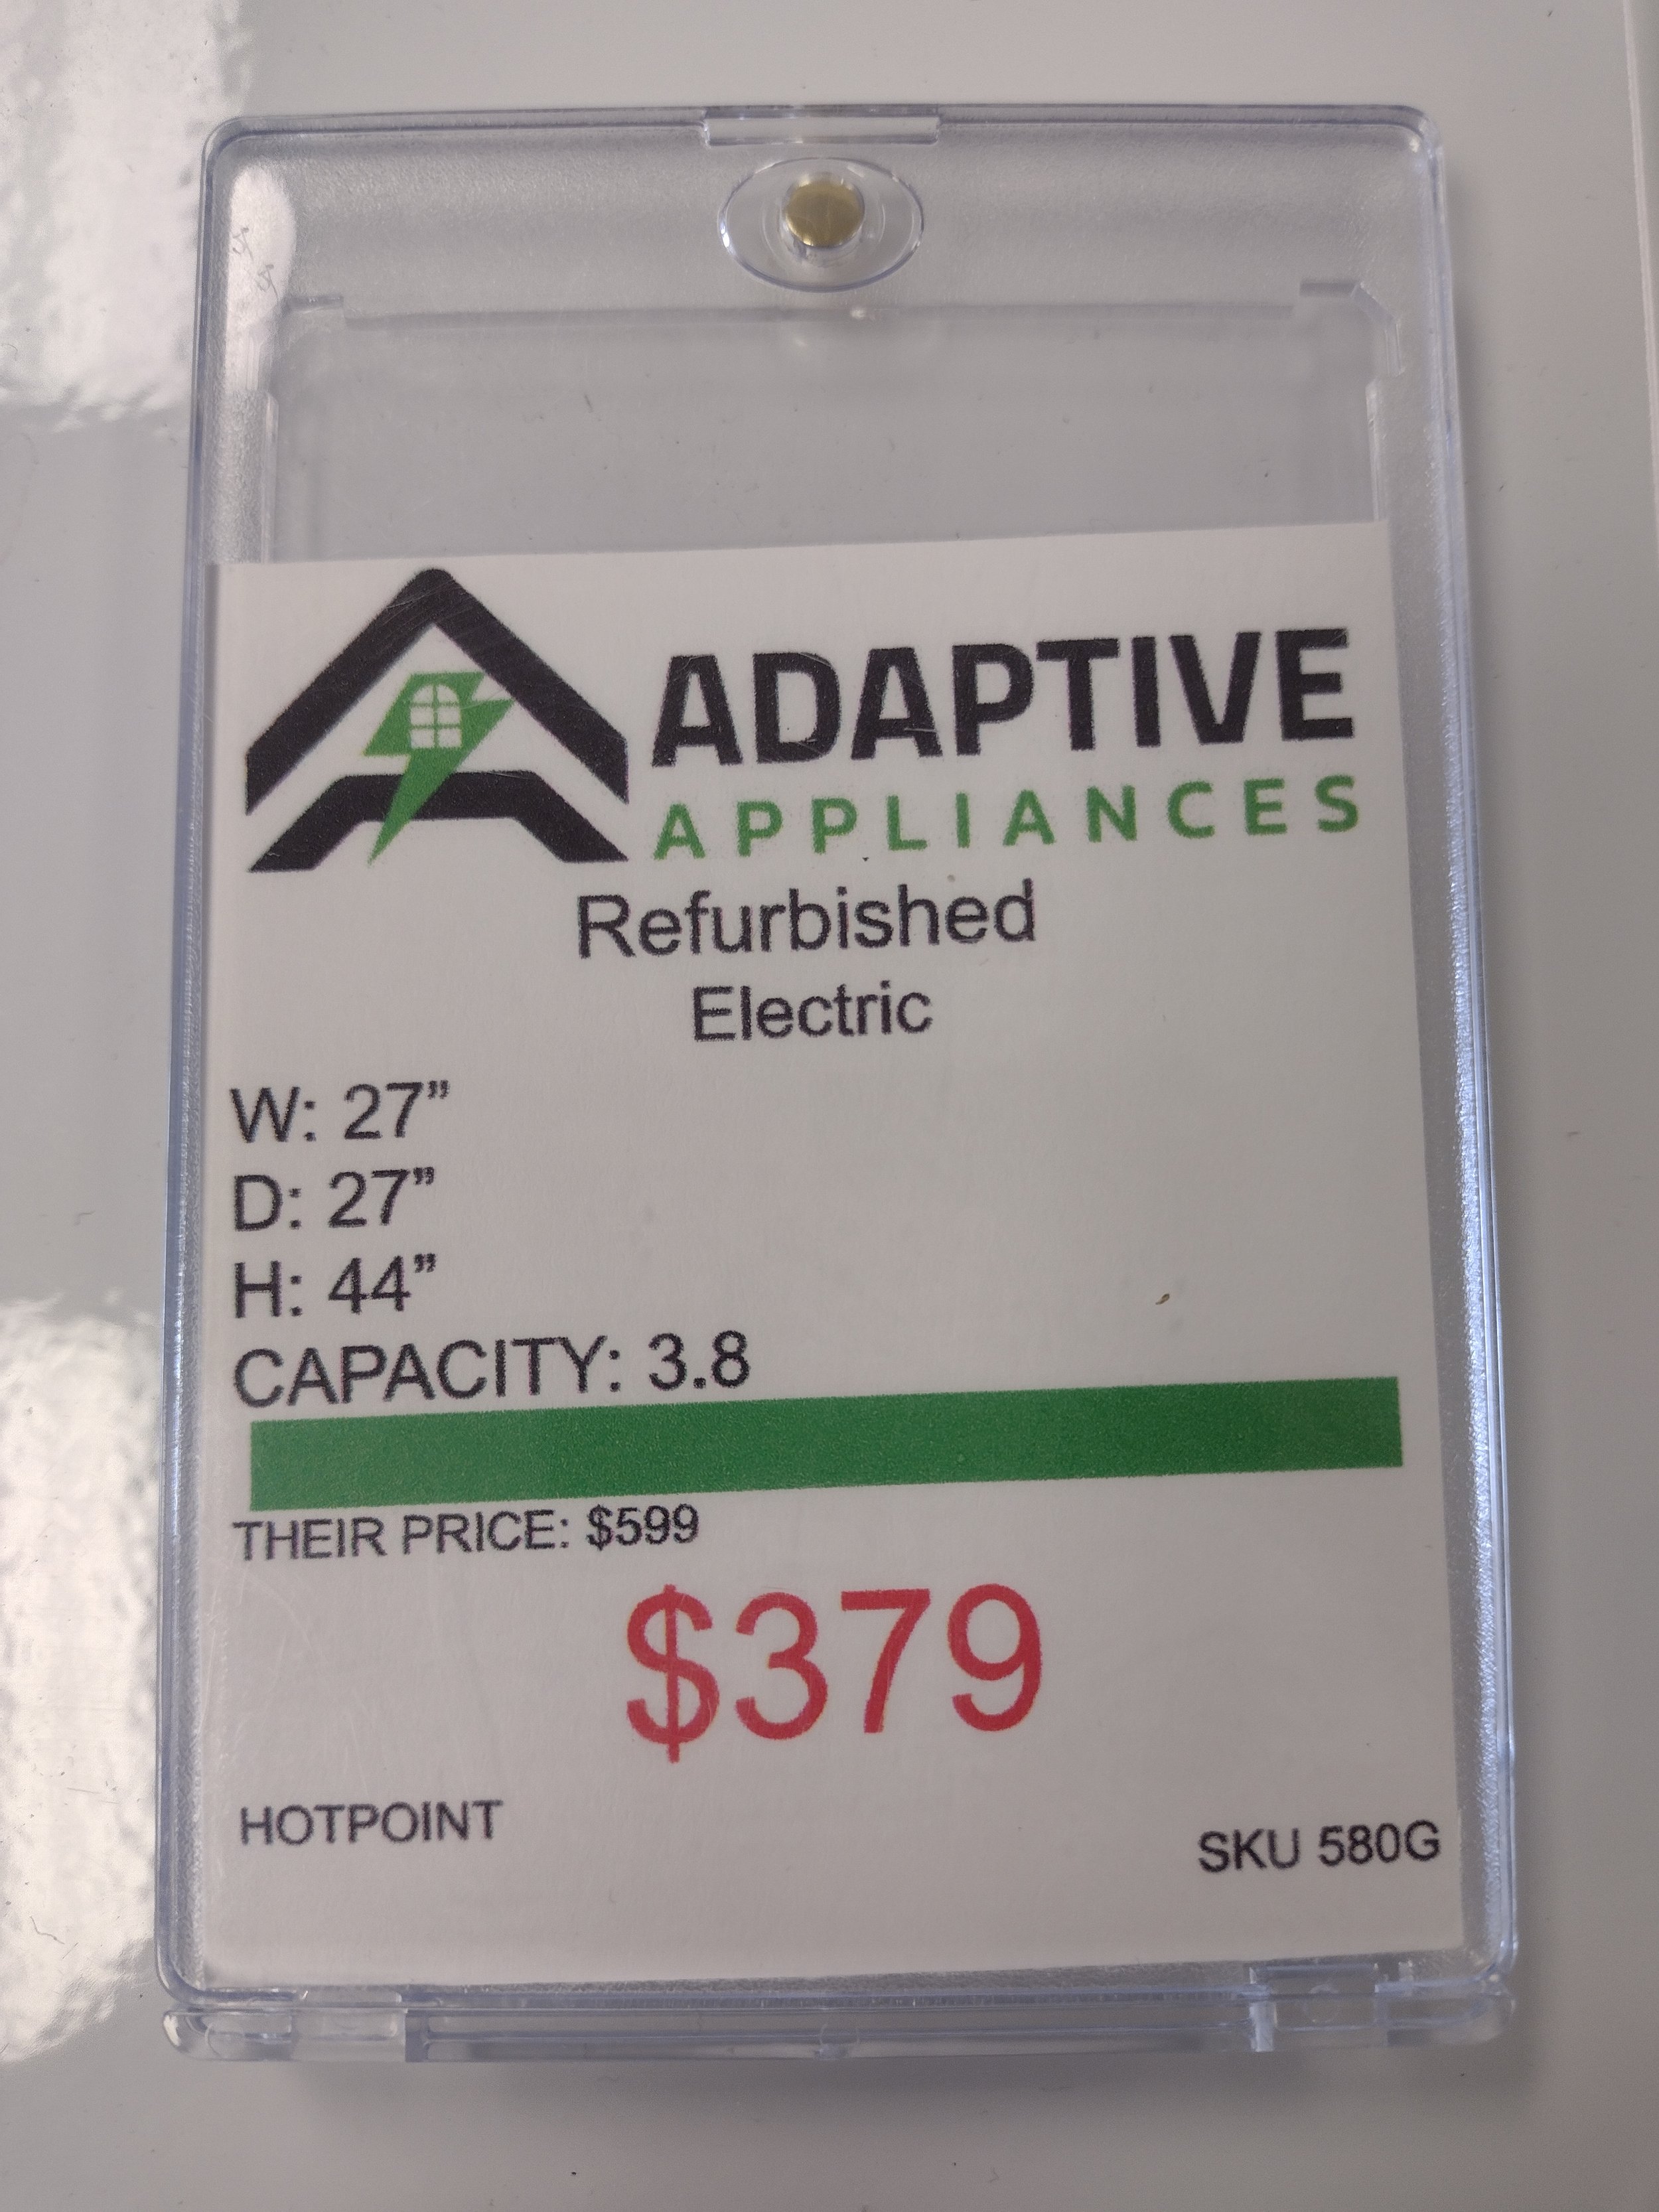 ADAPTIVE
APPLIANCES
Refurbished
Electric
W: 27”
D: 27”
H: 44”
CAPACITY: 3.8
THEIR PRICE: $599
$379
HOTPOINT
SKU 580G